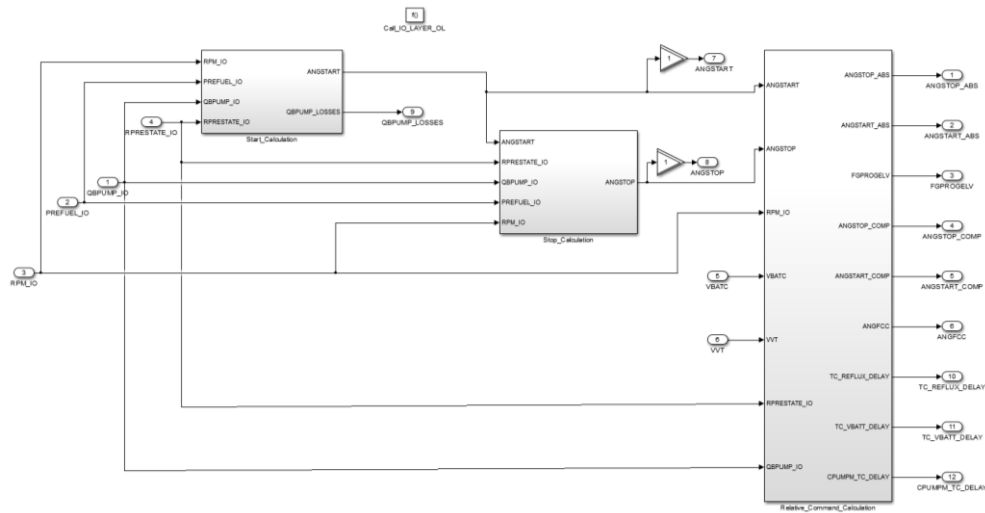 f()
Call_IO_LAYER_OL
RPM_IO
PREFUEL_IO
QBPUMP_IO
RPRESTATE_IO
ANGSTART
QBPUMP_LOSSES
Start_Calculation
4
RPRESTATE_IO
1
QBPUMP_IO
2
PREFUEL_IO
3
RPM_IO
9
QBPUMP_LOSSES
1
7
ANGSTART
ANGSTART
RPRESTATE_IO
QBPUMP_IO
PREFUEL_IO
RPM_IO
ANGSTOP
Stop_Calculation
1
8
ANGSTOP
5
VBATC
6
VVT
ANGSTART
ANGSTOP
RPM_IO
VBATC
VVT
RPRESTATE_IO
QBPUMP_IO
ANGSTOP_ABS
ANGSTART_ABS
FGPROGELV
ANGSTOP_COMP
ANGSTART_COMP
ANGFCC
TC_REFLUX_DELAY
TC_VBATT_DELAY
CPUMPM_TC_DELAY
Relative_Command_Calculation
1
ANGSTOP_ABS
2
ANGSTART_ABS
3
FGPROGELV
4
ANGSTOP_COMP
5
ANGSTART_COMP
6
ANGFCC
10
TC_REFLUX_DELAY
11
TC_VBATT_DELAY
12
CPUMPM_TC_DELAY